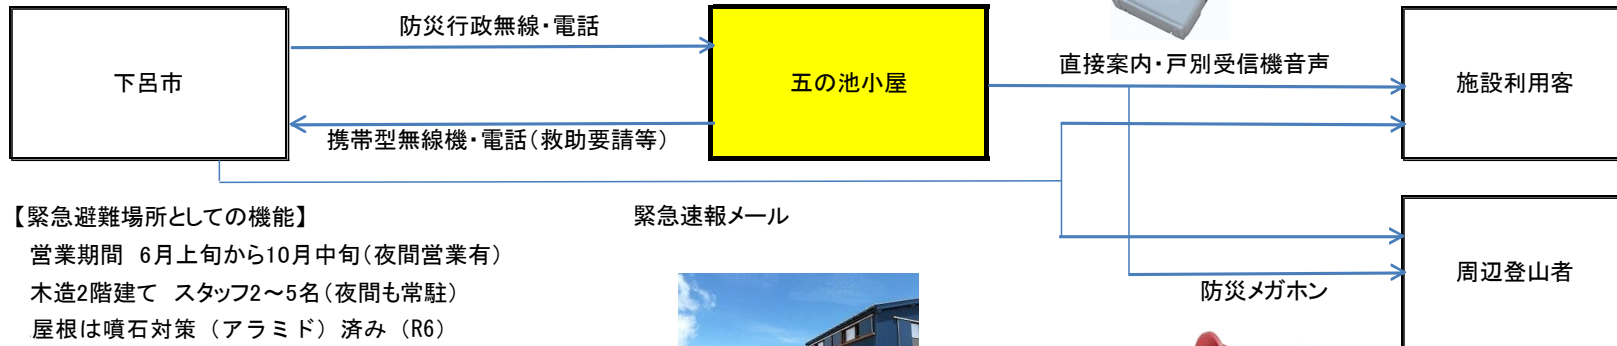 防災行政無線・電話
下呂市
五の池小屋
直接案内・戸別受信機音声
施設利用客
携帯型無線機・電話(救助要請等)
【緊急避難場所としての機能】
緊急速報メール
営業期間 6月上旬から10月中旬(夜間営業有)
周辺登山者
木造2階建て スタッフ2～5名(夜間も常駐)
防災メガホン
屋根は噴石対策 (アラミド) 済み (R6)